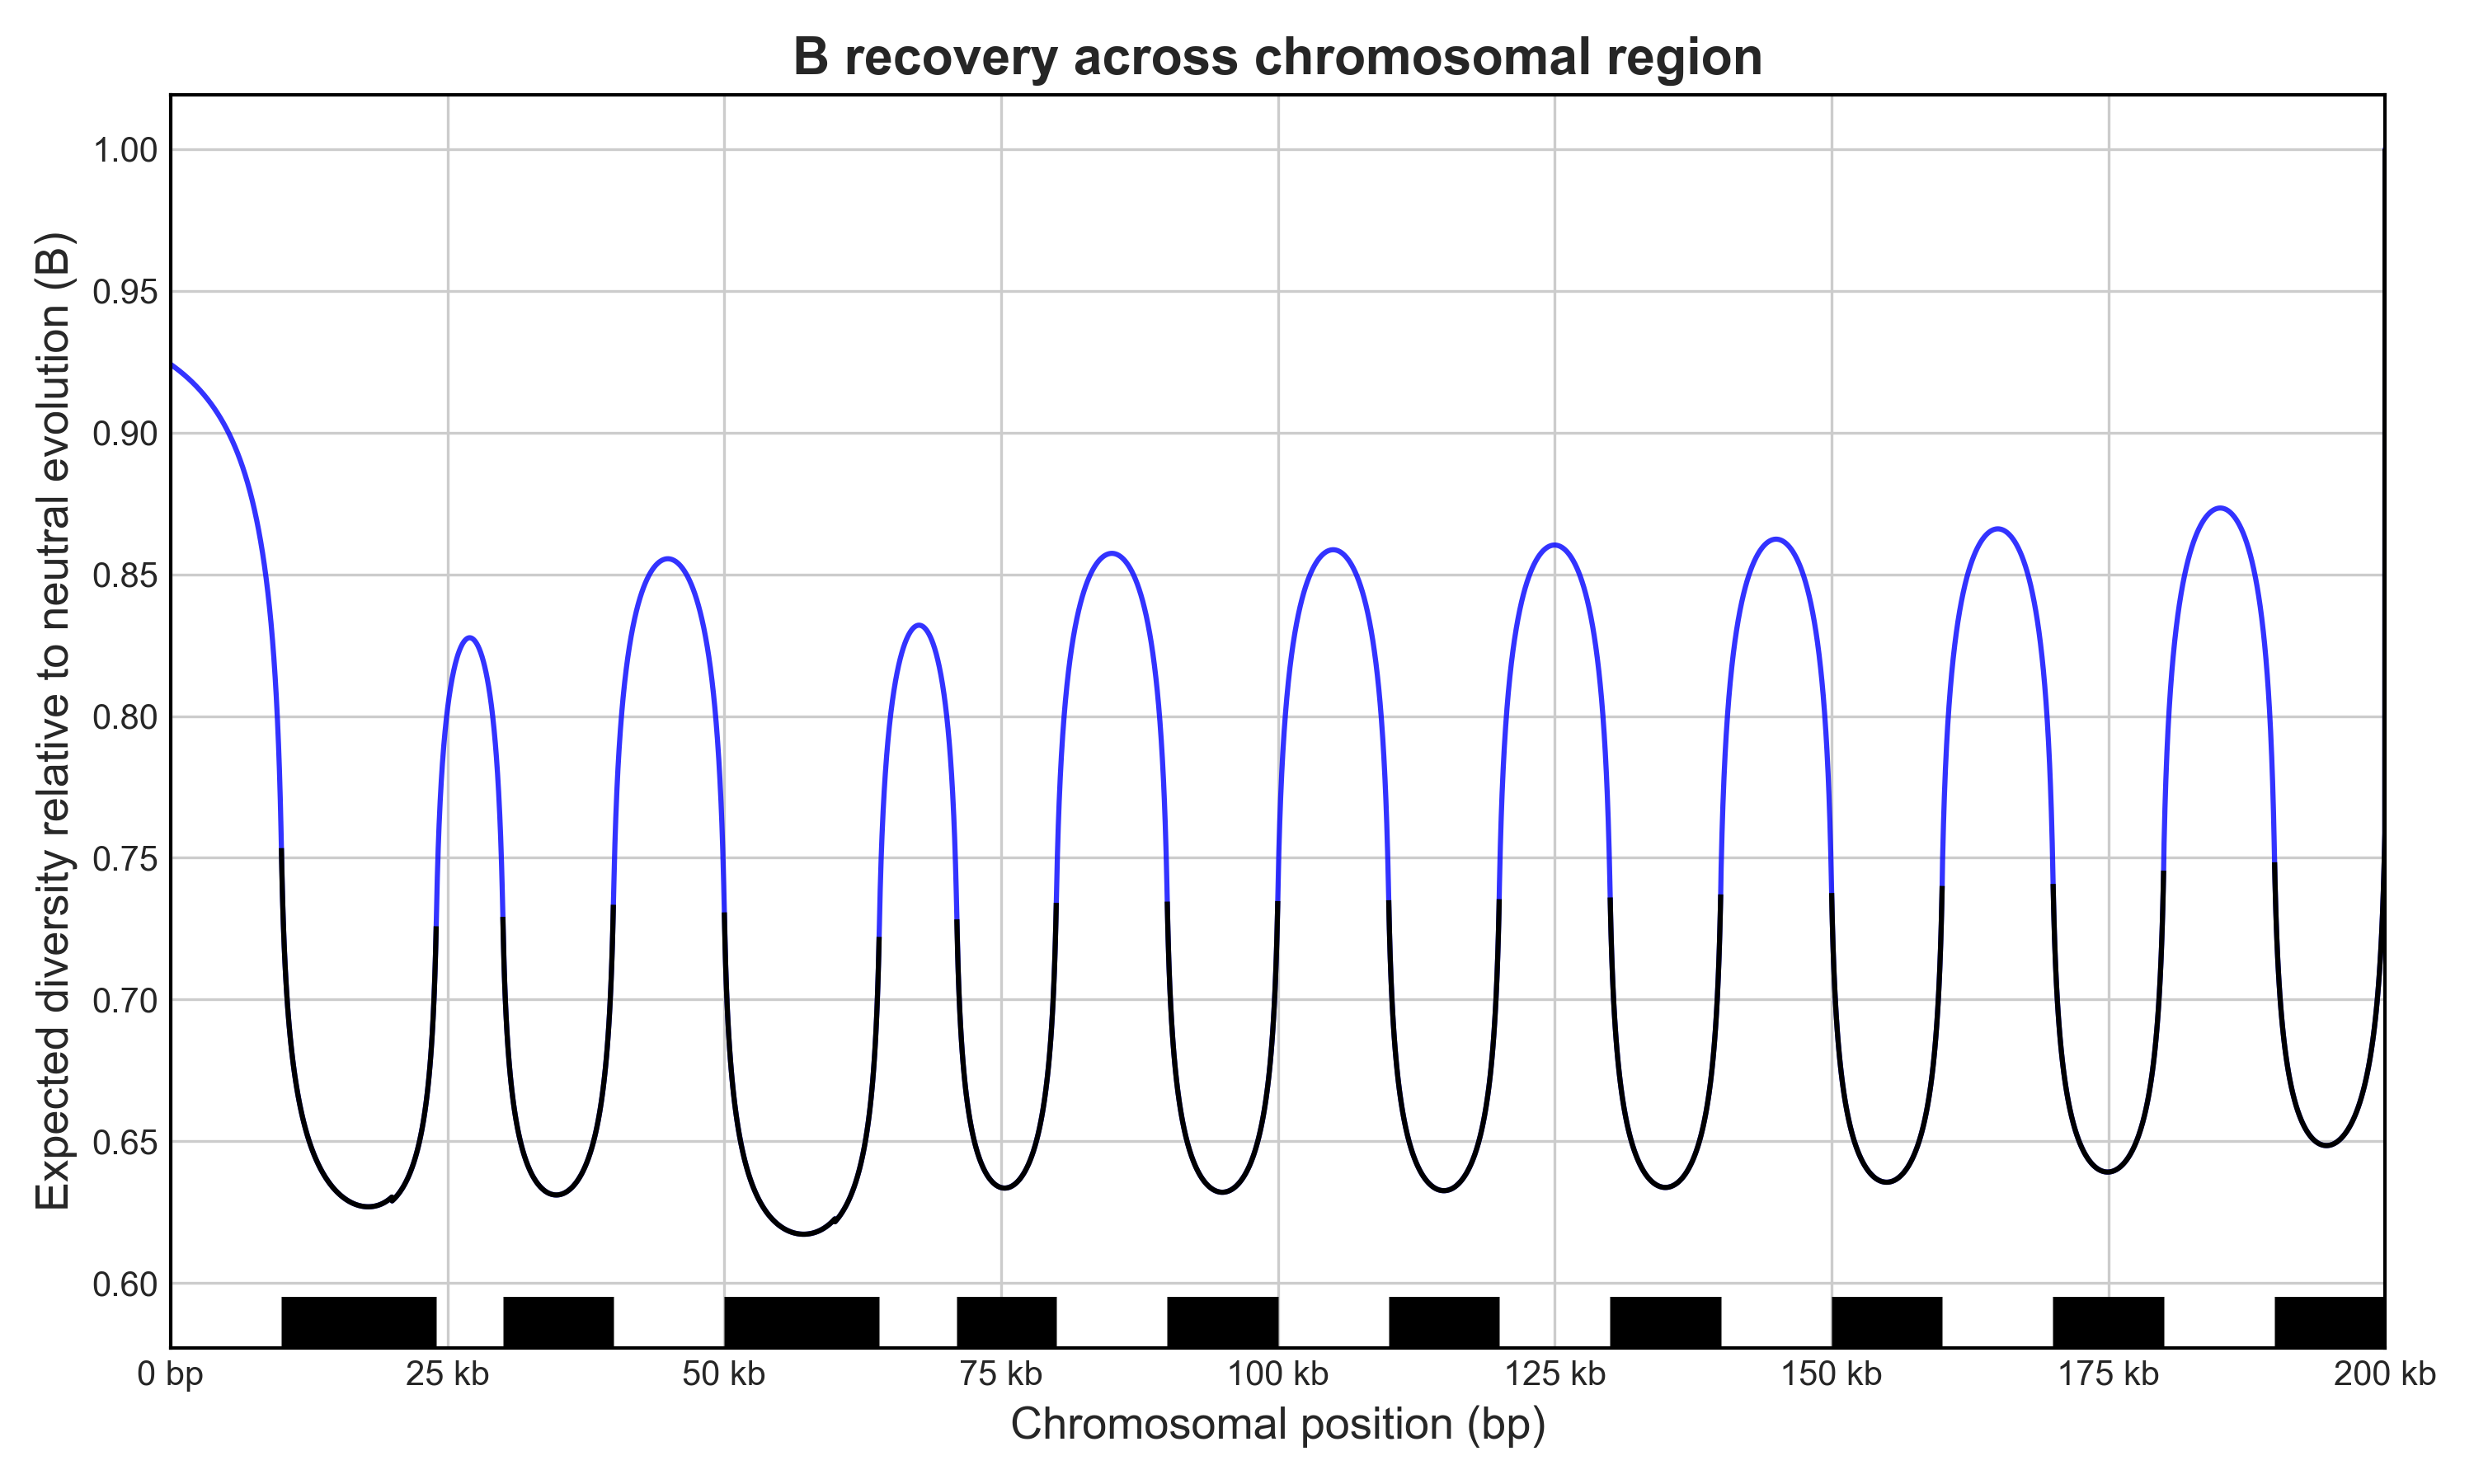 B recovery across chromosomal region
Expected diversity relative to neutral evolution (B)
1.00
0.95
0.90
0.85
0.80
0.75
0.70
0.65
0.60
0 bp
25 kb
50 kb
75 kb
100 kb
125 kb
150 kb
175 kb
200 kb
Chromosomal position (bp)